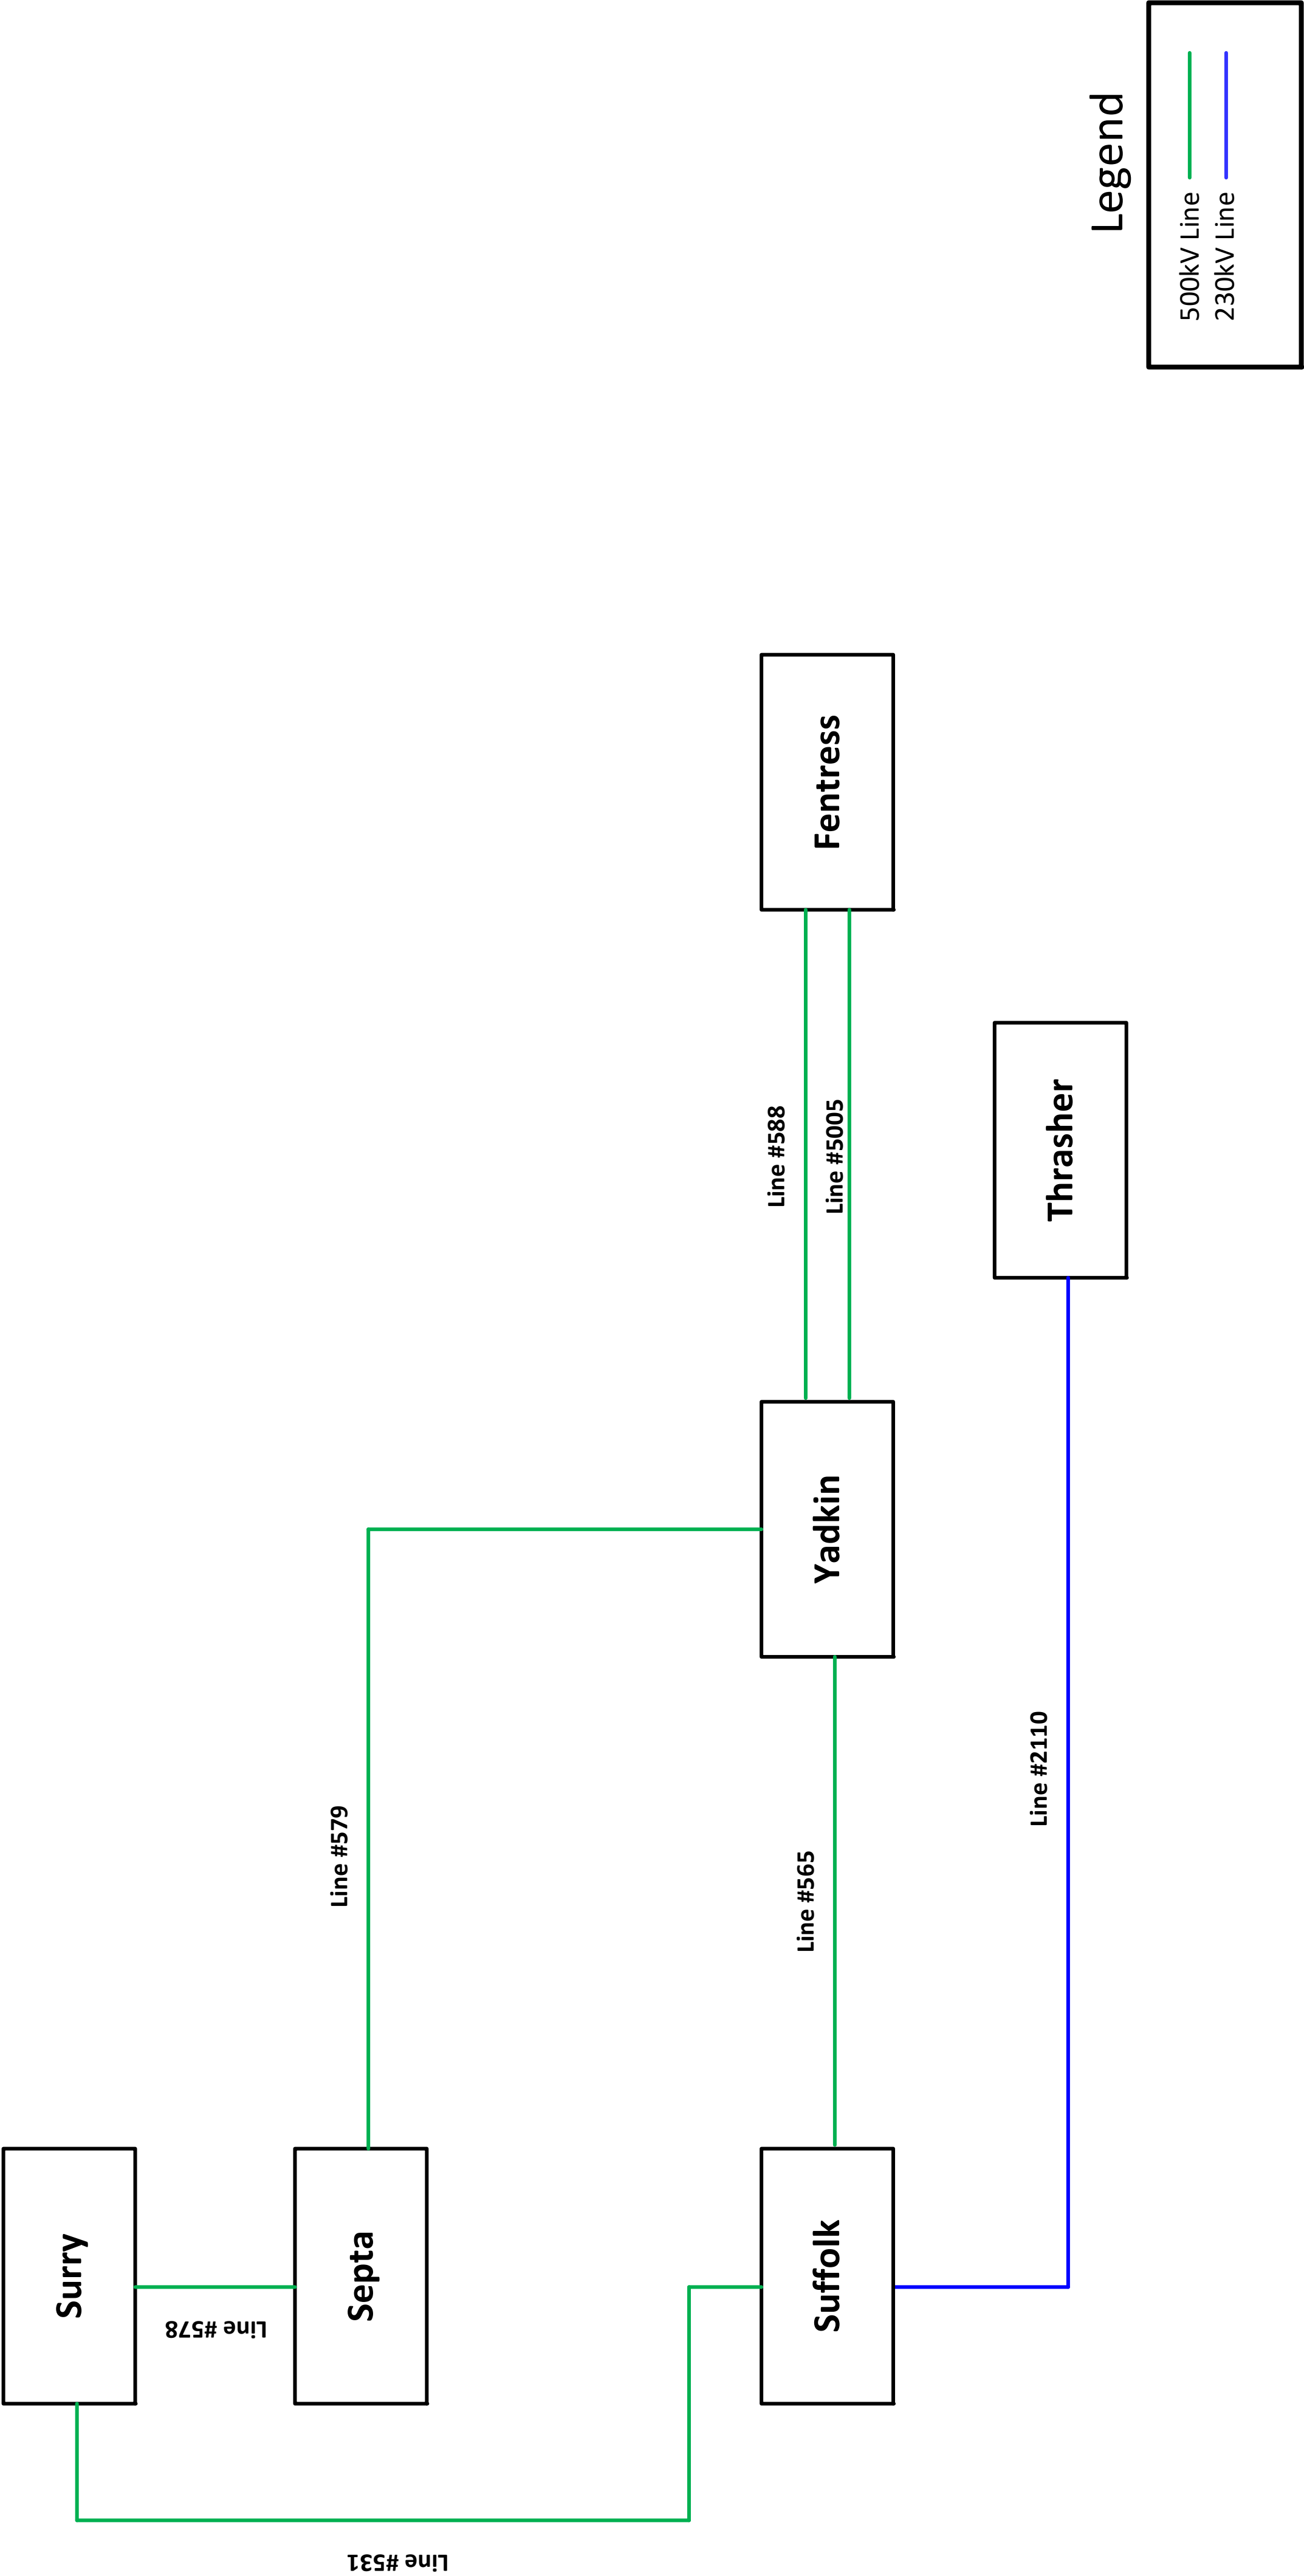 Surry
Line #578
Septa
Line #531
Line #579
Suffolk
Line #565
Yadkin
Line #588
Line #5005
Fentress
Line #2110
Thrasher
Legend
500kV Line
230kV Line